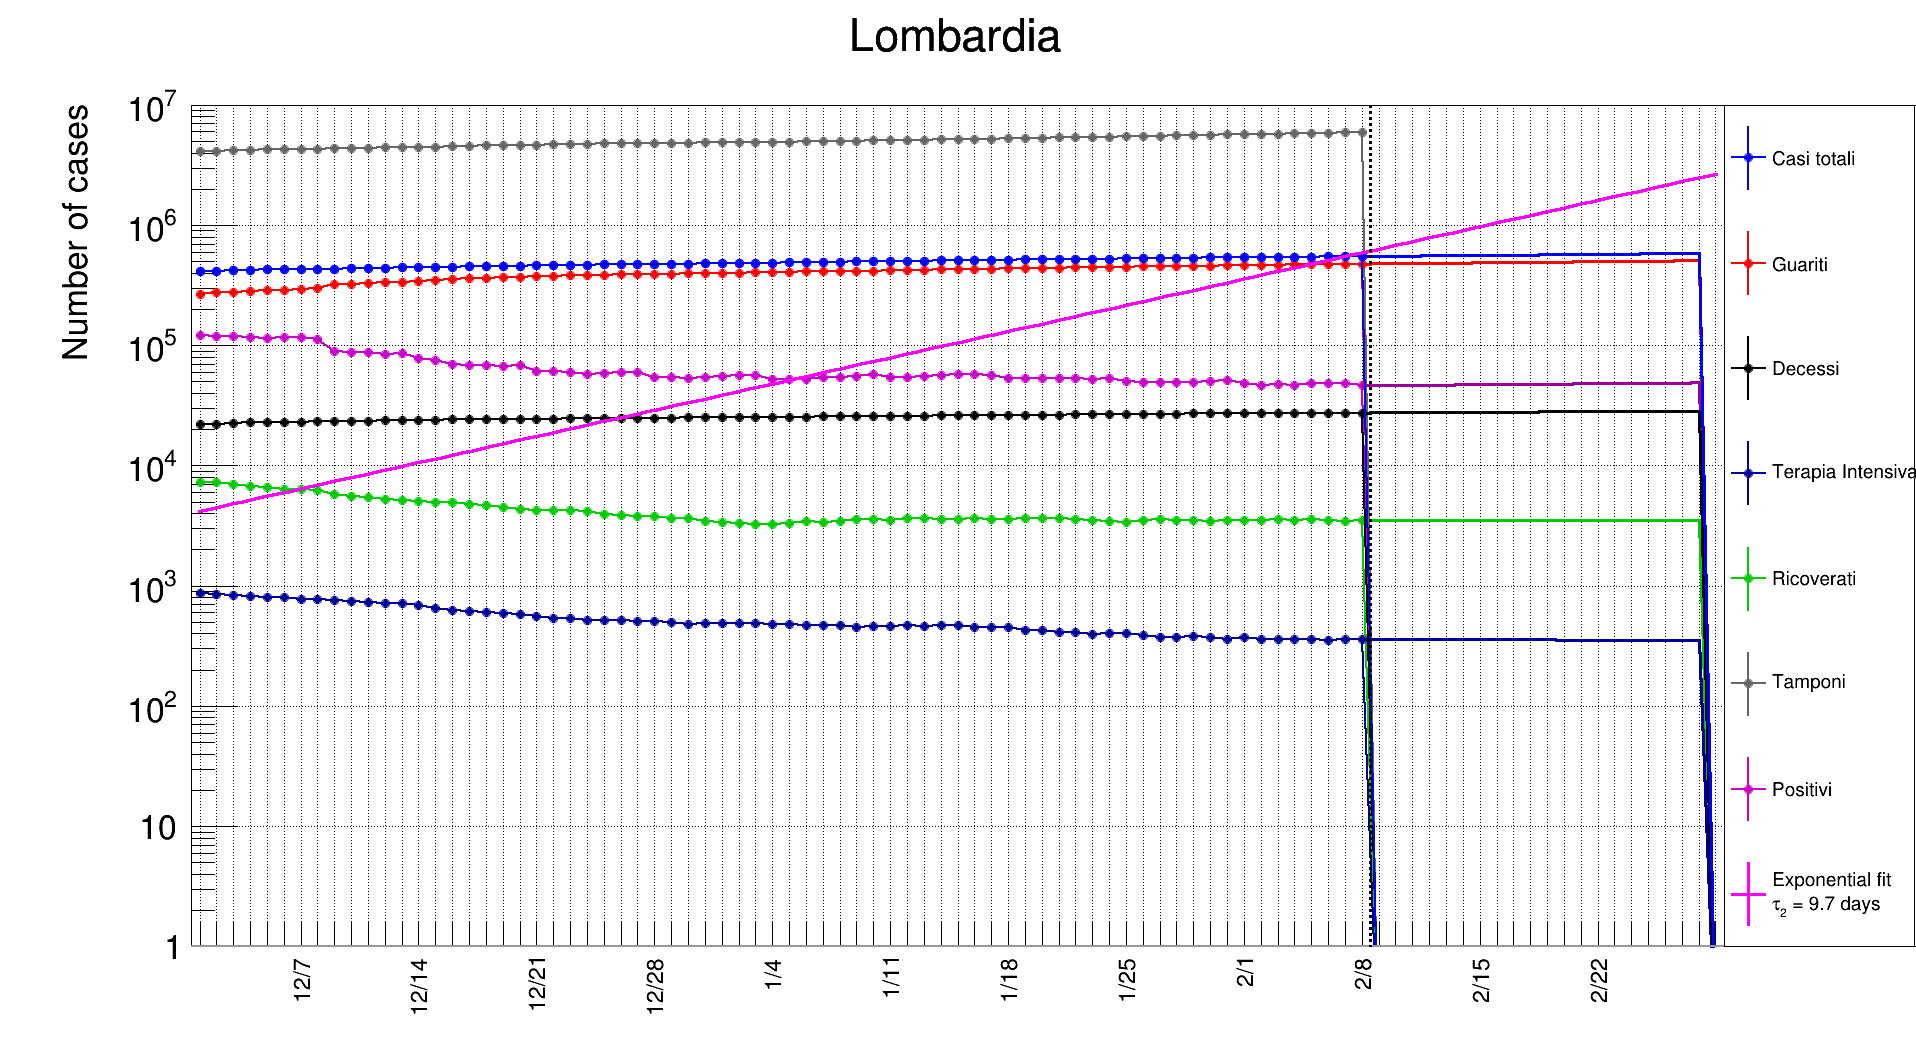 Lombardia
Number of cases
10^7
10^6
10^5
10^4
10^3
10^2
10
1
12/7
12/14
12/21
12/28
1/4
1/11
1/18
1/25
2/1
2/8
2/15
2/22
Casi totali
Guariti
Decessi
Terapia Intensiva
Ricoverati
Tamponi
Positivi
Exponential fit
τ_2 = 9.7 days